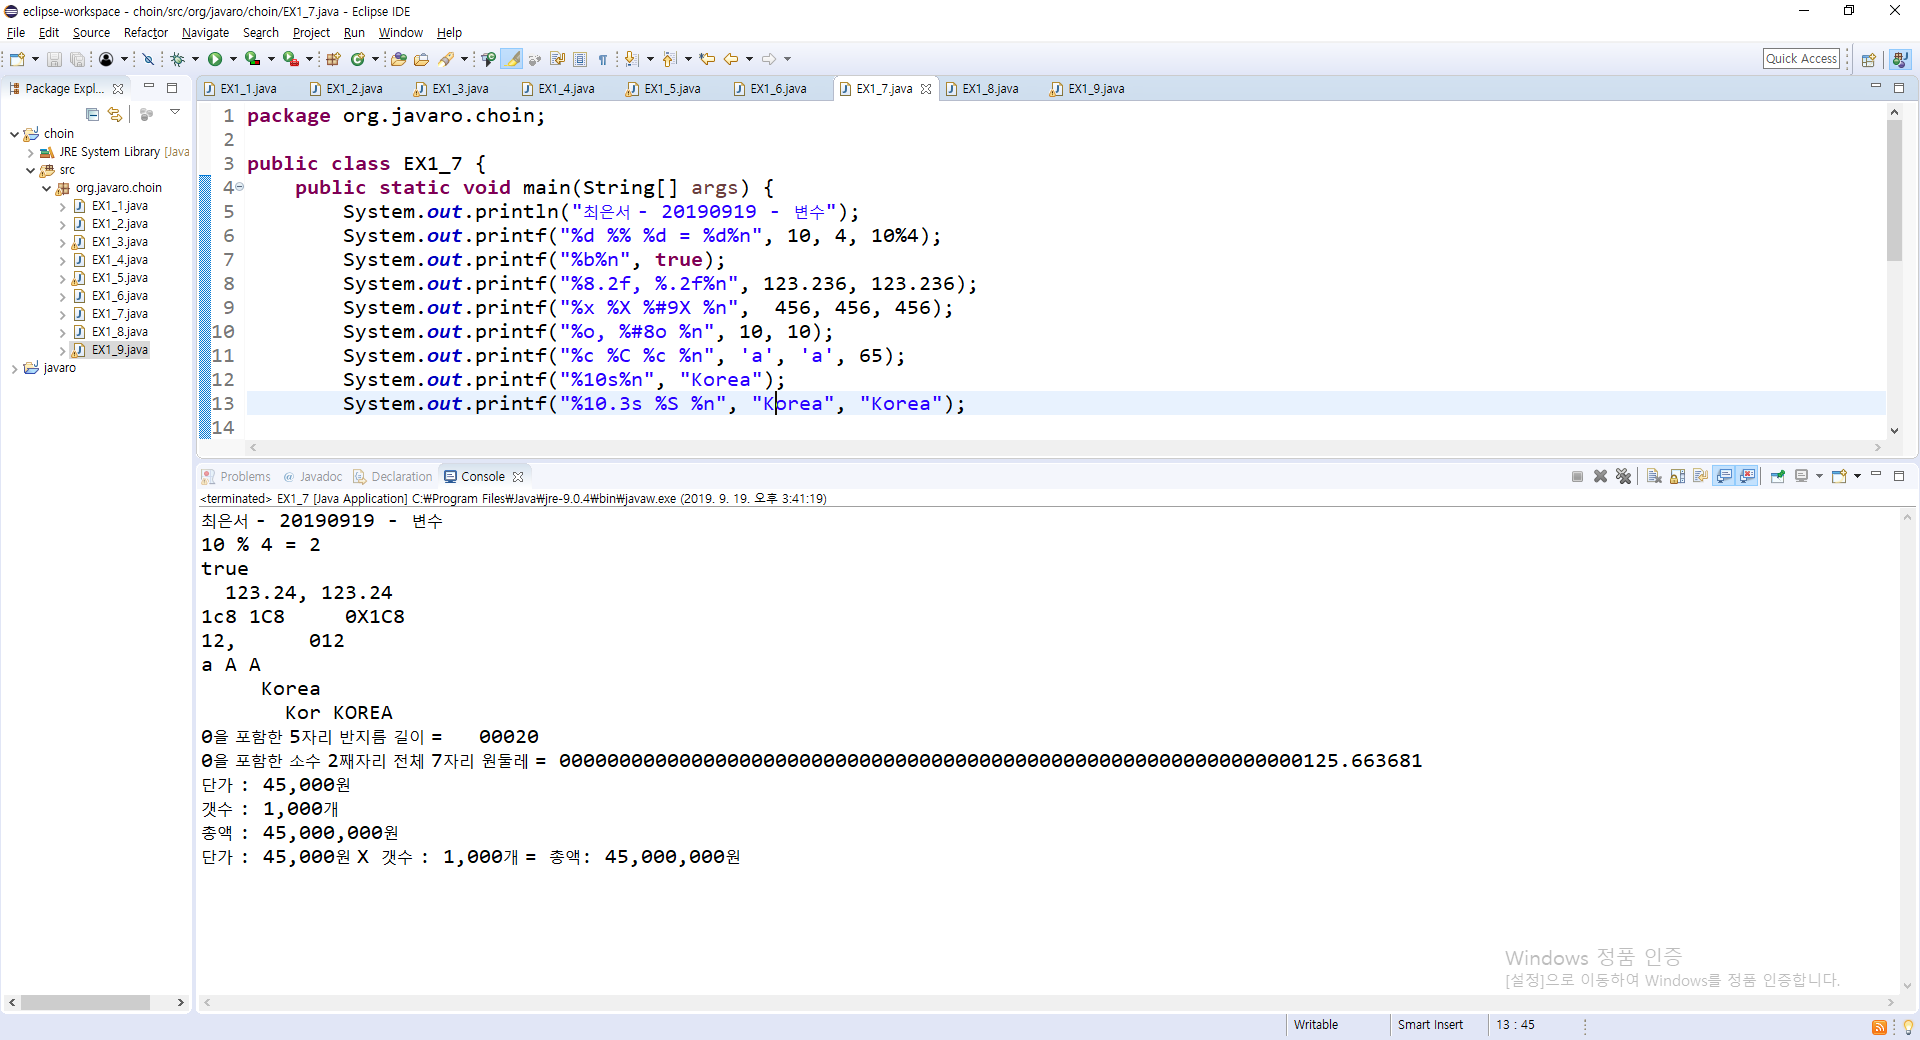 eclipse-workspace - choin/src/org/javaro/choin/EX1_7.java - Eclipse IDE
File Edit Source Refactor Navigate Search Project Run Window Help
Quick Access
Package Expl...
EX1_1.java EX1_2.java EX1_3.java EX1_4.java EX1_5.java EX1_6.java EX1_7.java EX1_8.java EX1_9.java
choin
JRE System Library [Java
src
org.javaro.choin
EX1_1.java
EX1_2.java
EX1_3.java
EX1_4.java
EX1_5.java
EX1_6.java
EX1_7.java
EX1_8.java
EX1_9.java
javaro
1 package org.javaro.choin;
2
3 public class EX1_7 {
4 public static void main(String[] args) {
5 System.out.println("최은서 - 20190919 - 변수");
6 System.out.printf("%d %% %d = %d%n", 10, 4, 10%4);
7 System.out.printf("%b%n", true);
8 System.out.printf("%8.2f, %.2f%n", 123.236, 123.236);
9 System.out.printf("%x %X %#9X %n",  456, 456, 456);
10 System.out.printf("%o, %#8o %n", 10, 10);
11 System.out.printf("%c %C %c %n", 'a', 'a', 65);
12 System.out.printf("%10s%n", "Korea");
13 System.out.printf("%10.3s %S %n", "Korea", "Korea");
14
Problems @ Javadoc Declaration Console
<terminated> EX1_7 [Java Application] C:₩Program Files₩Java₩jre-9.0.4₩bin₩javaw.exe (2019. 9. 19. 오후 3:41:19)
최은서 - 20190919 - 변수
10 % 4 = 2
true
  123.24, 123.24
1c8 1C8     0X1C8
12,      012
a A A
     Korea
       Kor KOREA
0을 포함한 5자리 반지름 길이 =   00020
0을 포함한 소수 2째자리 전체 7자리 원둘레 = 00000000000000000000000000000000000000000000000000000000000000125.663681
단가 : 45,000원
갯수 : 1,000개
총액 : 45,000,000원
단가 : 45,000원 X 갯수 : 1,000개 = 총액: 45,000,000원
Windows 정품 인증
[설정]으로 이동하여 Windows를 정품 인증합니다.
Writable Smart Insert 13 : 45